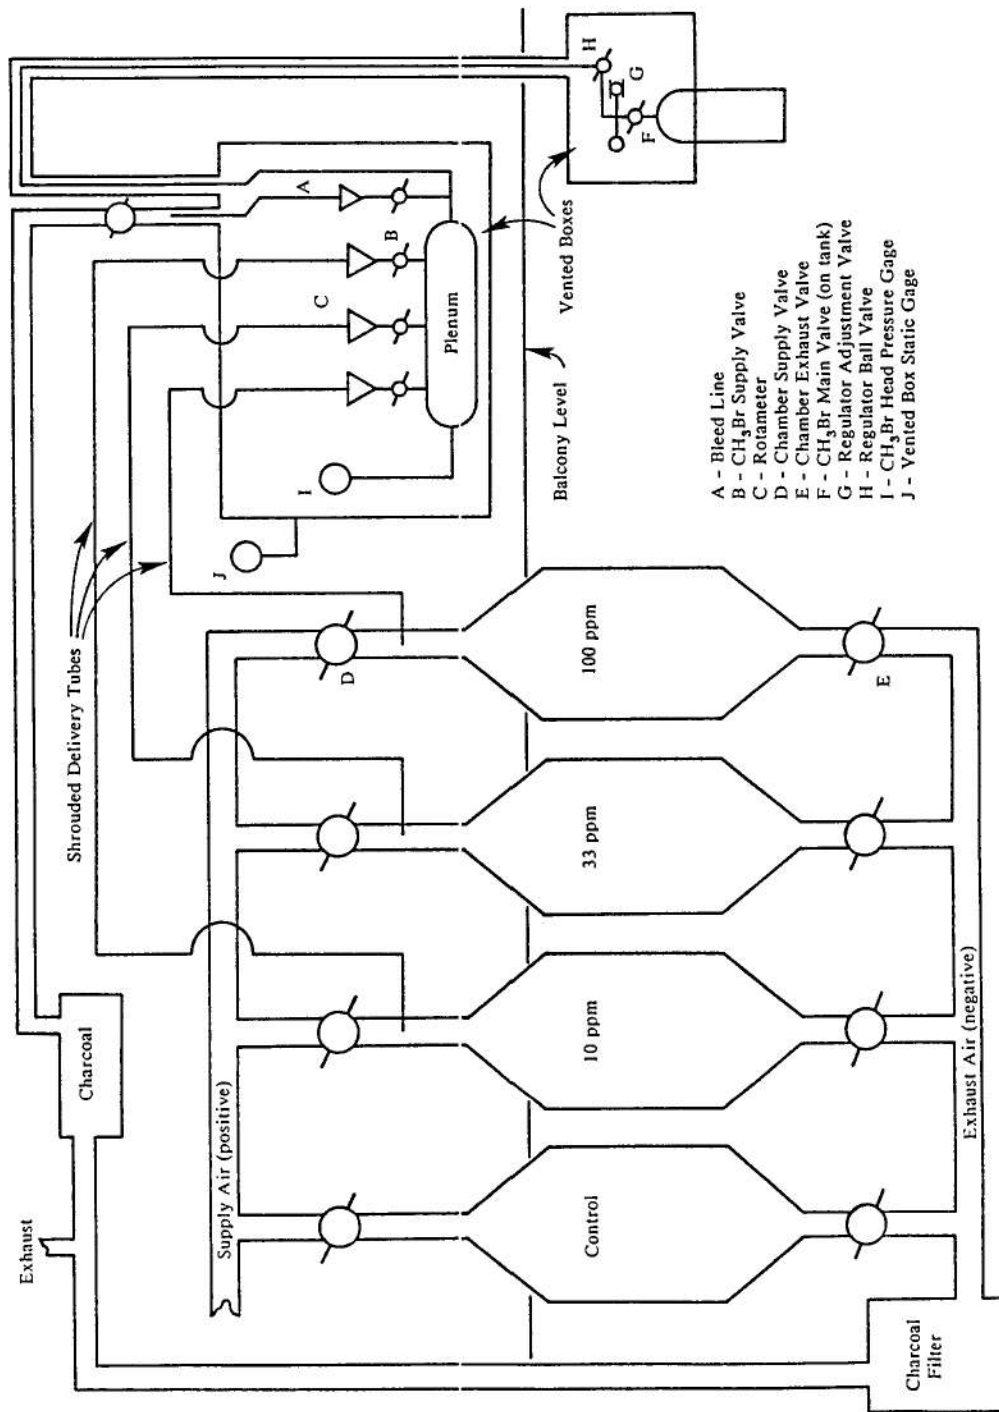 Exhaust
Charcoal
Shrouded Delivery Tubes
Supply Air (positive)
D
J
I
C
B
A
Plenum
Vented Boxes
Balcony Level
H
G
F
Control
10 ppm
33 ppm
100 ppm
E
Exhaust Air (negative)
Charcoal
Filter
A - Bleed Line
B - CH₃Br Supply Valve
C - Rotameter
D - Chamber Supply Valve
E - Chamber Exhaust Valve
F - CH₃Br Main Valve (on tank)
G - Regulator Adjustment Valve
H - Regulator Ball Valve
I - CH₃Br Head Pressure Gage
J - Vented Box Static Gage